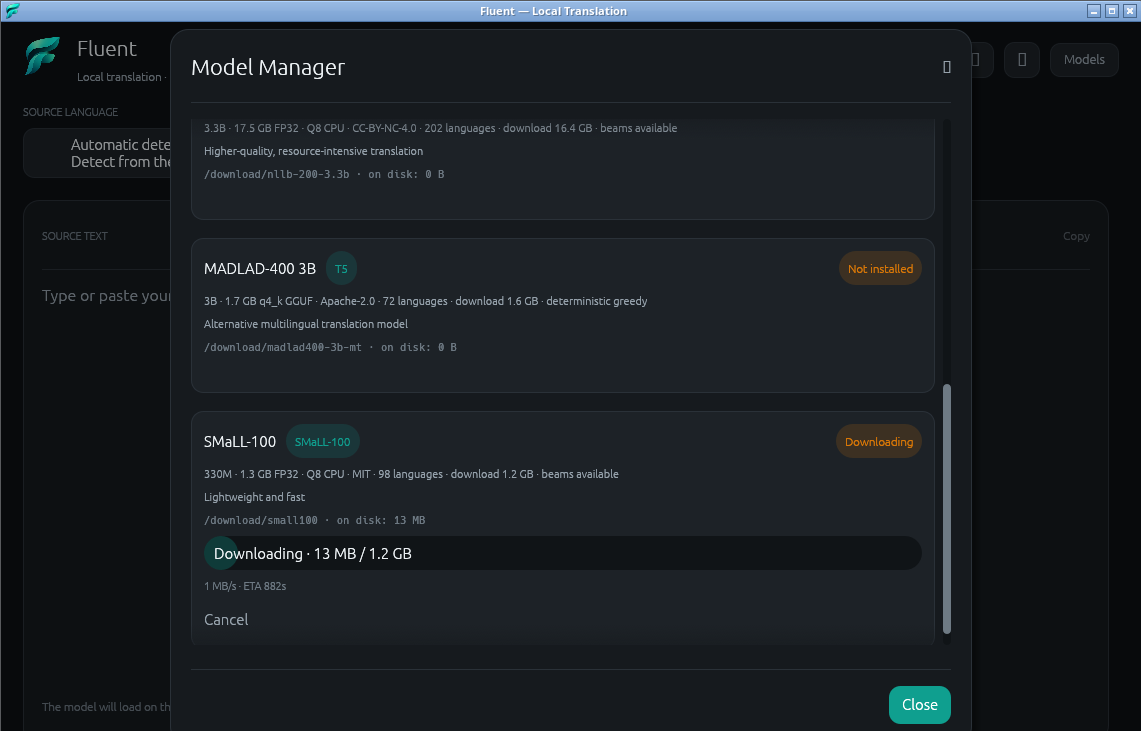 Fluent — Local Translation
Fluent
Local translation ·
Models
SOURCE LANGUAGE
Automatic dete
Detect from the
SOURCE TEXT
Copy
Type or paste your
The model will load on th
Model Manager
3.3B · 17.5 GB FP32 · Q8 CPU · CC-BY-NC-4.0 · 202 languages · download 16.4 GB · beams available
Higher-quality, resource-intensive translation
/download/nllb-200-3.3b · on disk: 0 B
MADLAD-400 3B T5 Not installed
3B · 1.7 GB q4_k GGUF · Apache-2.0 · 72 languages · download 1.6 GB · deterministic greedy
Alternative multilingual translation model
/download/madlad400-3b-mt · on disk: 0 B
SMaLL-100 SMaLL-100 Downloading
330M · 1.3 GB FP32 · Q8 CPU · MIT · 98 languages · download 1.2 GB · beams available
Lightweight and fast
/download/small100 · on disk: 13 MB
Downloading · 13 MB / 1.2 GB
1 MB/s · ETA 882s
Cancel
Close